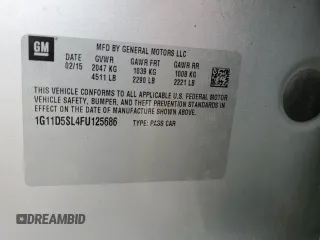 GM
MFD BY GENERAL MOTORS LLC
DATE GVWR GAWR FRT GAWR RR
02/15 2047 KG 1039 KG 1008 KG
4511 LB 2290 LB 2221 LB
THIS VEHICLE CONFORMS TO ALL APPLICABLE U.S. FEDERAL MOTOR VEHICLE
SAFETY, BUMPER, AND THEFT PREVENTION STANDARDS IN
EFFECT ON THE DATE OF MANUFACTURE SHOWN ABOVE.
1G11D5SL4FU125686 TYPE: PASS CAR
DREAMBID